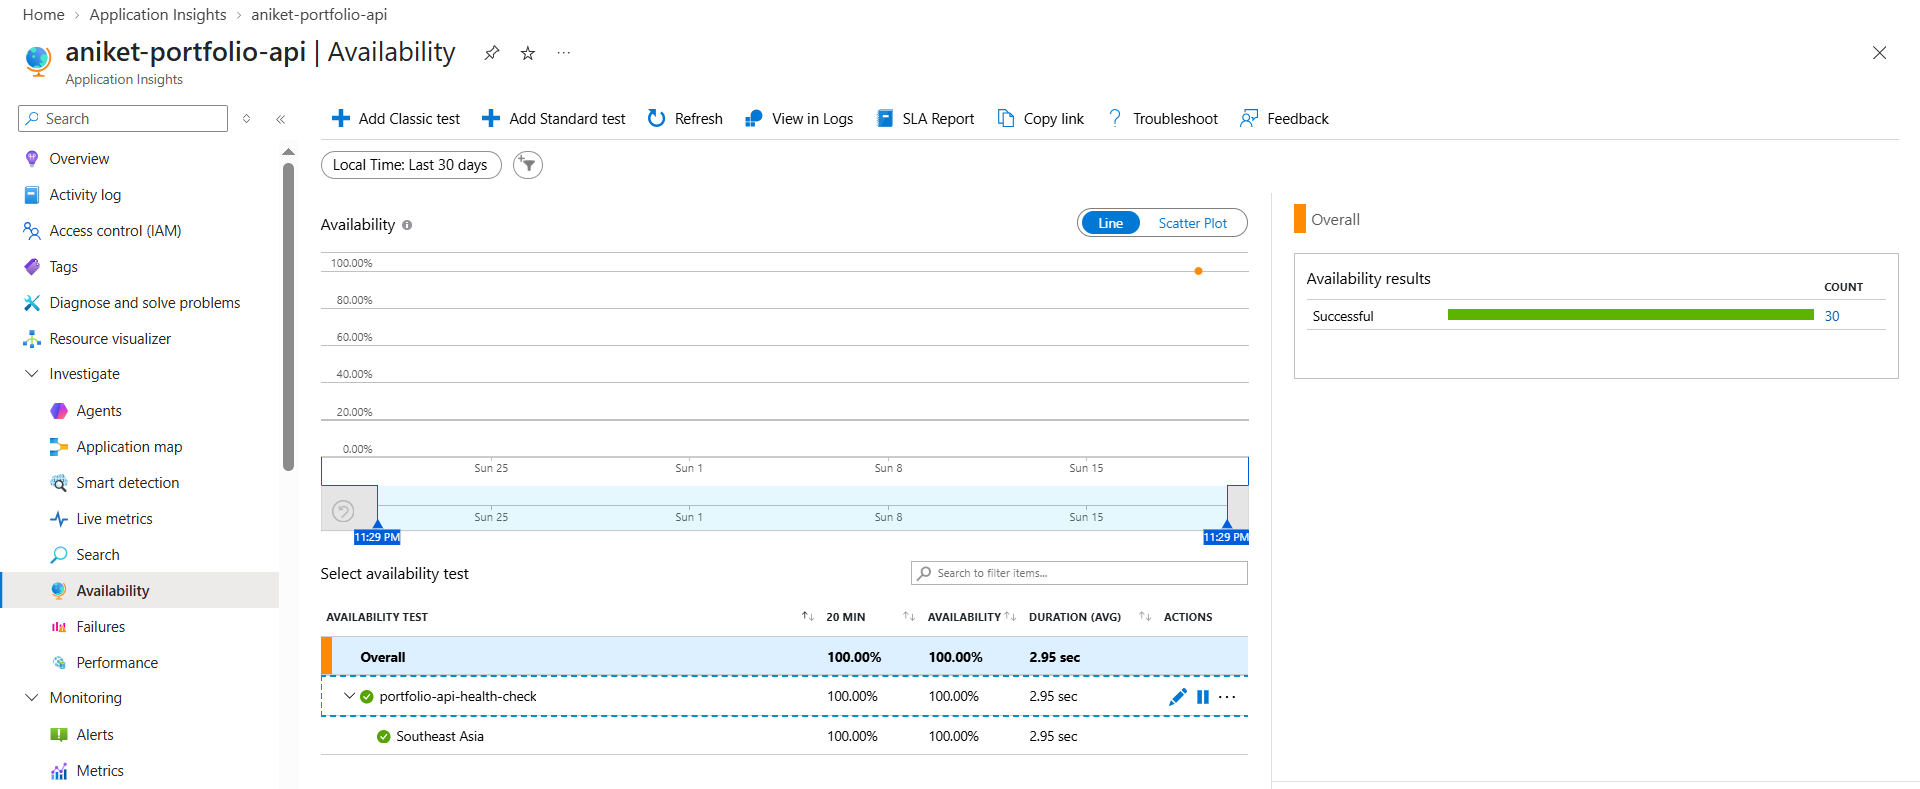 Home > Application Insights > aniket-portfolio-api
aniket-portfolio-api | Availability
Application Insights
Search
Overview
Activity log
Access control (IAM)
Tags
Diagnose and solve problems
Resource visualizer
Investigate
Agents
Application map
Smart detection
Live metrics
Search
Availability
Failures
Performance
Monitoring
Alerts
Metrics
Add Classic test Add Standard test Refresh View in Logs SLA Report Copy link Troubleshoot Feedback
Local Time: Last 30 days
Availability
Line Scatter Plot
100.00%
80.00%
60.00%
40.00%
20.00%
0.00%
Sun 25 Sun 1 Sun 8 Sun 15
Sun 25 Sun 1 Sun 8 Sun 15
11:29 PM 11:29 PM
Select availability test
Search to filter items...
AVAILABILITY TEST 20 MIN AVAILABILITY DURATION (AVG) ACTIONS
Overall 100.00% 100.00% 2.95 sec
portfolio-api-health-check 100.00% 100.00% 2.95 sec
Southeast Asia 100.00% 100.00% 2.95 sec
Overall
Availability results
COUNT
Successful 30